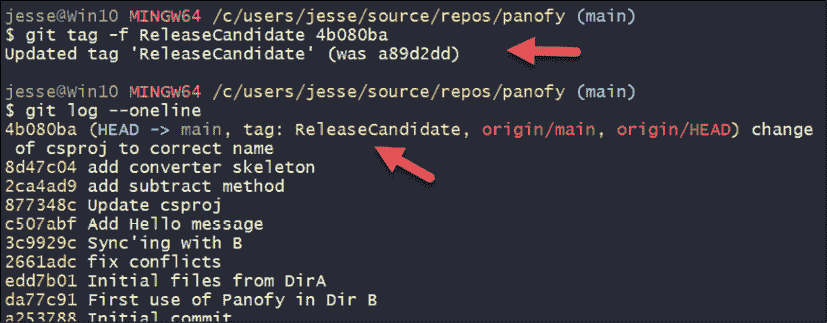 jesse@Win10 MINGW64 /c/users/jesse/source/repos/panofy (main)
$ git tag -f ReleaseCandidate 4b080ba
Updated tag 'ReleaseCandidate' (was a89d2dd)
jesse@Win10 MINGW64 /c/users/jesse/source/repos/panofy (main)
$ git log --oneline
4b080ba (HEAD -> main, tag: ReleaseCandidate, origin/main, origin/HEAD) change
of csproj to correct name
8d47c04 add converter skeleton
2ca4ad9 add subtract method
877348c Update csproj
c507abf Add Hello message
3c9929c Sync'ing with B
2661adc fix conflicts
edd7b01 Initial files from DirA
da77c91 First use of Panofy in Dir B
a253788 Initial commit